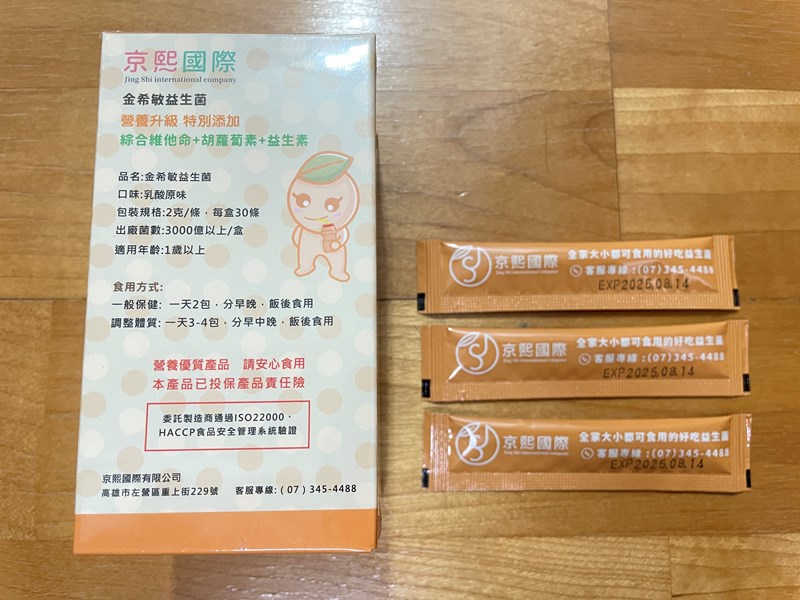 京熙國際
Jing Shi international company
金希敏益生菌
營養升級 特別添加
綜合維他命+胡蘿蔔素+益生素
品名:金希敏益生菌
口味:乳酸原味
包裝規格:2克/條，每盒30條
出廠菌數:3000億以上/盒
適用年齡:1歲以上
食用方式:
一般保健: 一天2包，分早晚，飯後食用
調整體質: 一天3-4包，分早中晚，飯後食用
營養優質產品 請安心食用
本產品已投保產品責任險
委託製造商通過ISO22000、
HACCP食品安全管理系統驗證
京熙國際有限公司
高雄市左營區重上街229號 客服專線:(07)345-4488
京熙國際
Jing Shi international company
全家大小都可食用的好吃益生菌
客服專線:(07)345-4488
EXP2025.08.14
京熙國際
Jing Shi international company
全家大小都可食用的好吃益生菌
客服專線:(07)345-4488
EXP2025.08.14
京熙國際
Jing Shi international company
全家大小都可食用的好吃益生菌
客服專線:(07)345-4488
EXP2025.08.14